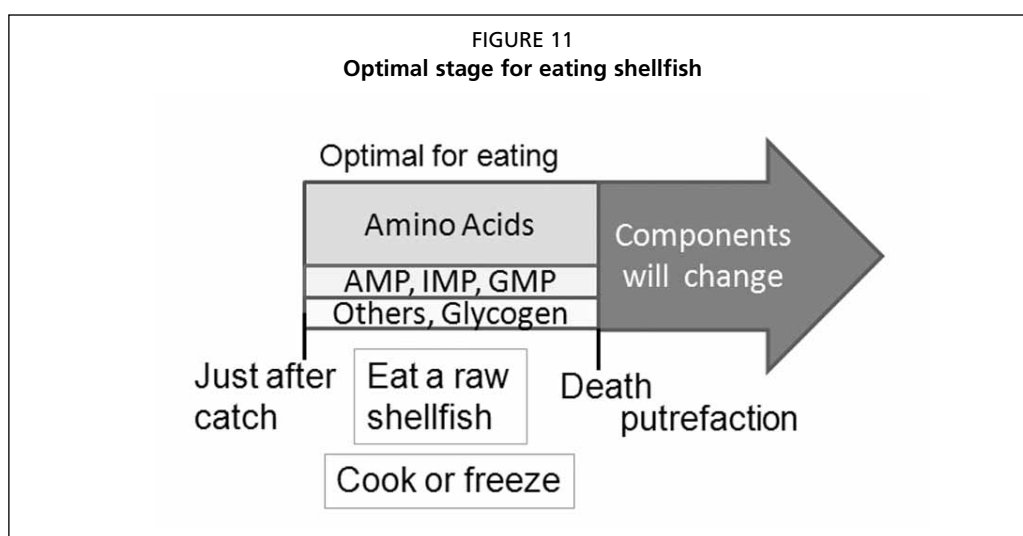 FIGURE 11
Optimal stage for eating shellfish
Optimal for eating
Amino Acids
AMP, IMP, GMP
Others, Glycogen
Components
will change
Just after
catch
Eat a raw
shellfish
Death
putrefaction
Cook or freeze